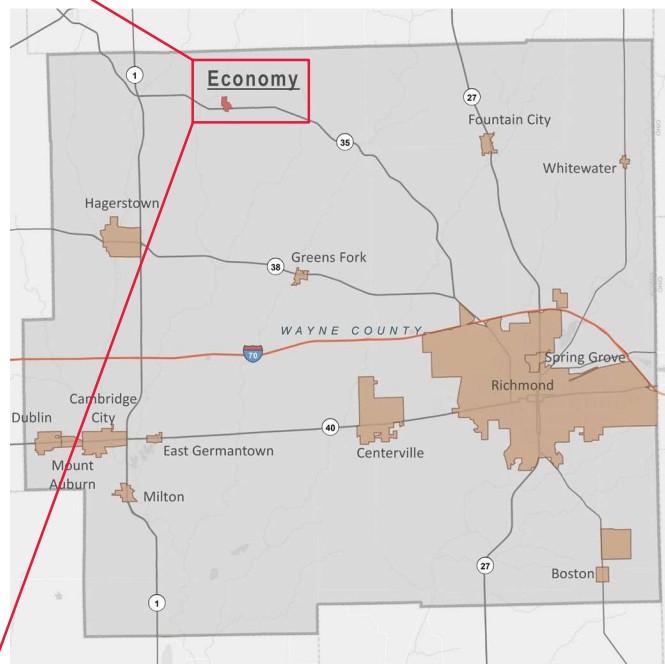 1
Economy
27
Fountain City
35
Whitewater
Hagerstown
Greens Fork
38
WAYNE COUNTY
70
Spring Grove
Richmond
Cambridge
City
Dublin
40
East Germantown
Centerville
Mount
Auburn
Milton
27
Boston
1